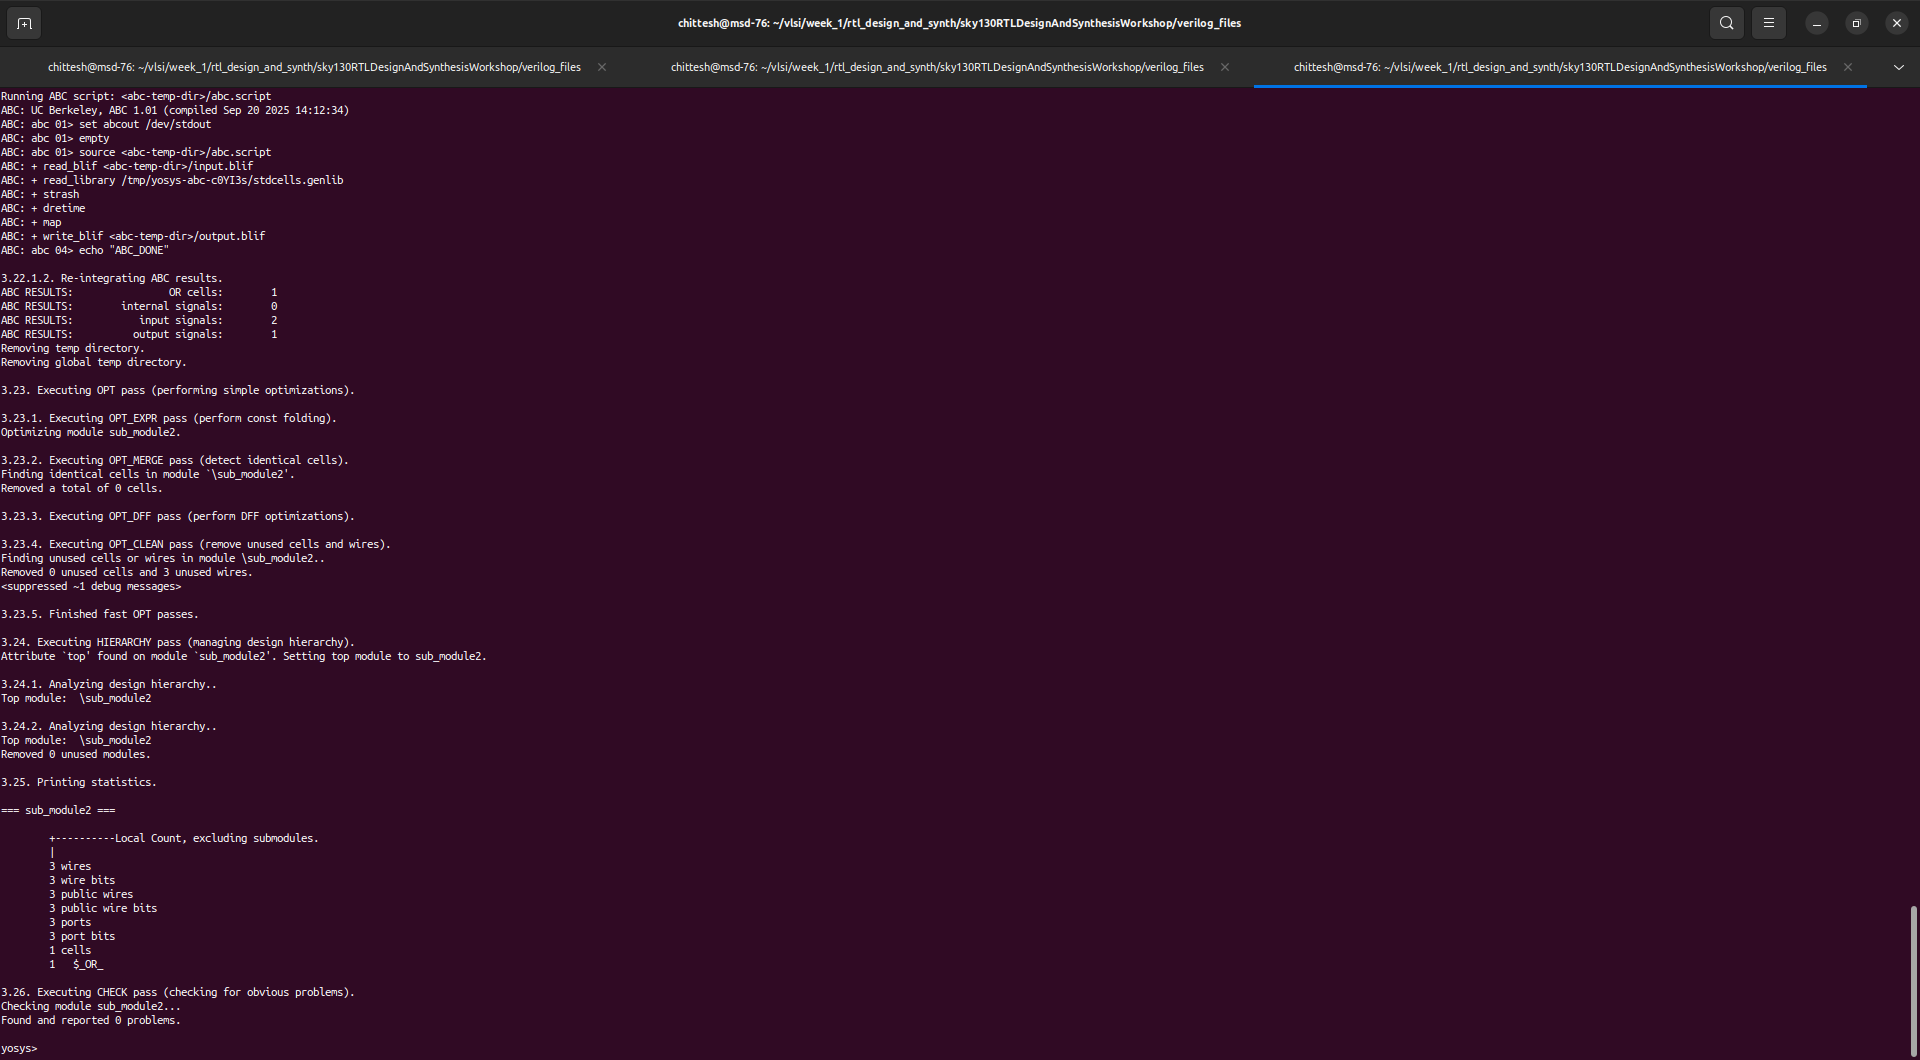 chittesh@msd-76: ~/vlsi/week_1/rtl_design_and_synth/sky130RTLDesignAndSynthesisWorkshop/verilog_files
chittesh@msd-76: ~/vlsi/week_1/rtl_design_and_synth/sky130RTLDesignAndSynthesisWorkshop/verilog_files
chittesh@msd-76: ~/vlsi/week_1/rtl_design_and_synth/sky130RTLDesignAndSynthesisWorkshop/verilog_files
chittesh@msd-76: ~/vlsi/week_1/rtl_design_and_synth/sky130RTLDesignAndSynthesisWorkshop/verilog_files
Running ABC script: <abc-temp-dir>/abc.script
ABC: UC Berkeley, ABC 1.01 (compiled Sep 20 2025 14:12:34)
ABC: abc 01> set abcout /dev/stdout
ABC: abc 01> empty
ABC: abc 01> source <abc-temp-dir>/abc.script
ABC: + read_blif <abc-temp-dir>/input.blif
ABC: + read_library /tmp/yosys-abc-c0YI3s/stdcells.genlib
ABC: + strash
ABC: + dretime
ABC: + map
ABC: + write_blif <abc-temp-dir>/output.blif
ABC: abc 04> echo "ABC_DONE"
3.22.1.2. Re-integrating ABC results.
ABC RESULTS:                OR cells:        1
ABC RESULTS:        internal signals:        0
ABC RESULTS:           input signals:        2
ABC RESULTS:          output signals:        1
Removing temp directory.
Removing global temp directory.
3.23. Executing OPT pass (performing simple optimizations).
3.23.1. Executing OPT_EXPR pass (perform const folding).
Optimizing module sub_module2.
3.23.2. Executing OPT_MERGE pass (detect identical cells).
Finding identical cells in module `\sub_module2'.
Removed a total of 0 cells.
3.23.3. Executing OPT_DFF pass (perform DFF optimizations).
3.23.4. Executing OPT_CLEAN pass (remove unused cells and wires).
Finding unused cells or wires in module \sub_module2..
Removed 0 unused cells and 3 unused wires.
<suppressed ~1 debug messages>
3.23.5. Finished fast OPT passes.
3.24. Executing HIERARCHY pass (managing design hierarchy).
Attribute `top' found on module `sub_module2'. Setting top module to sub_module2.
3.24.1. Analyzing design hierarchy..
Top module:  \sub_module2
3.24.2. Analyzing design hierarchy..
Top module:  \sub_module2
Removed 0 unused modules.
3.25. Printing statistics.
=== sub_module2 ===
+----------Local Count, excluding submodules.
|
3 wires
3 wire bits
3 public wires
3 public wire bits
3 ports
3 port bits
1 cells
1   $_OR_
3.26. Executing CHECK pass (checking for obvious problems).
Checking module sub_module2...
Found and reported 0 problems.
yosys>